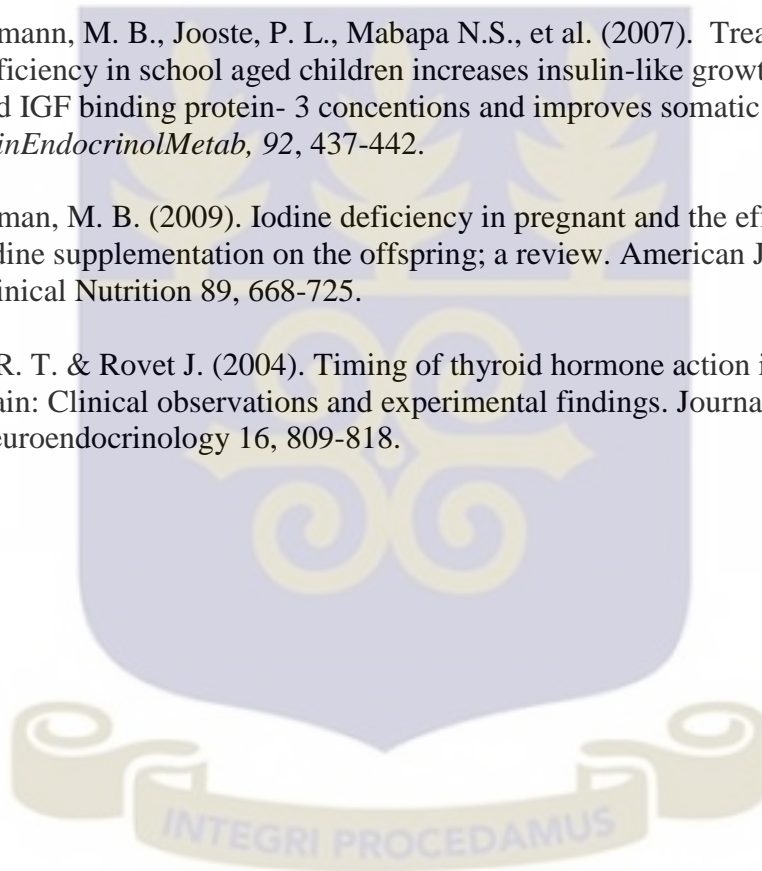 mann, M. B., Jooste, P. L., Mabapa N.S., et al. (2007). Trea
ficiency in school aged children increases insulin-like growt
d IGF binding protein- 3 concentions and improves somatic
inEndocrinolMetab, 92, 437-442.
man, M. B. (2009). Iodine deficiency in pregnant and the eff
dine supplementation on the offspring; a review. American J
inical Nutrition 89, 668-725.
R. T. & Rovet J. (2004). Timing of thyroid hormone action i
ain: Clinical observations and experimental findings. Journa
euroendocrinology 16, 809-818.
INTEGRI PROCEDAMUS